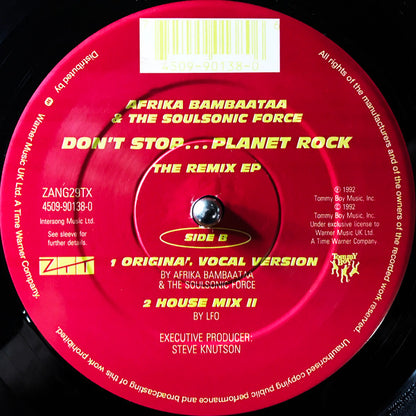 4509-90138-0
AFRIKA BAMBAATAA
& THE SOULSONIC FORCE
DON'T STOP...PLANET ROCK
THE REMIX EP
ZANG29TX
4509-90138-0
Intersong Music Ltd.
See sleeve for
further details.
ZTT
SIDE B
℗ 1992
Tommy Boy Music, Inc.
© 1992
Tommy Boy Music, Inc.
Under exclusive license to
Warner Music UK Ltd.
A Time Warner Company.
Tommy Boy
1 ORIGINAL VOCAL VERSION
BY AFRIKA BAMBAATAA
& THE SOULSONIC FORCE
2 HOUSE MIX II
BY LFO
EXECUTIVE PRODUCER:
STEVE KNUTSON
Distributed by Warner Music UK Ltd. A Time Warner Company.
All rights of the manufacturers and of the owners of the recorded work reserved.
Unauthorised copying public performance and broadcasting of this work prohibited.